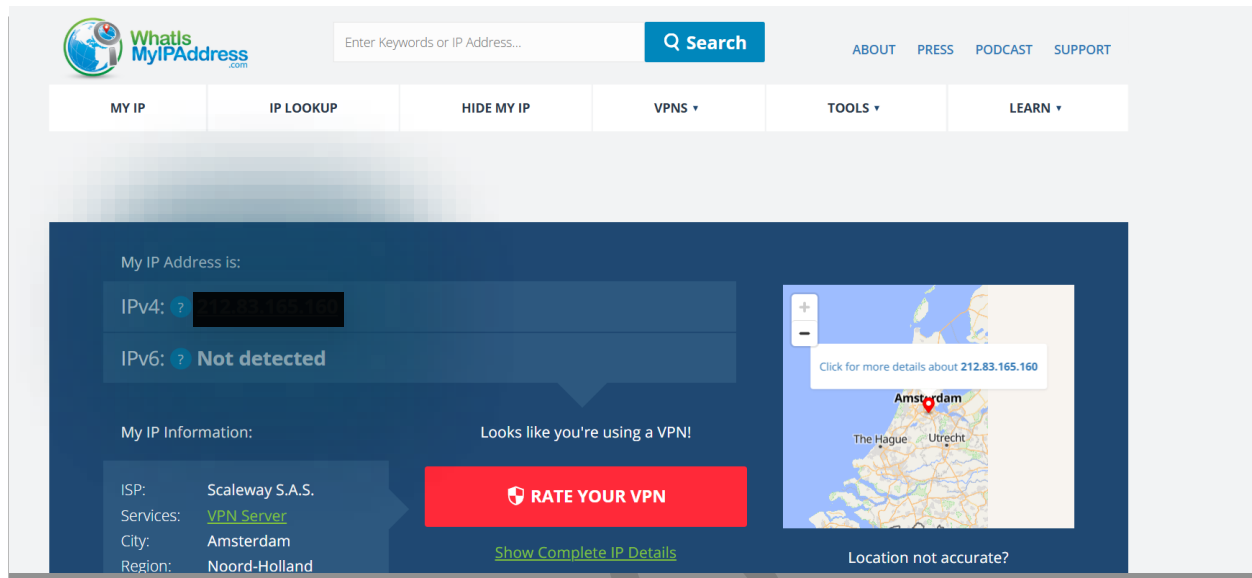 WhatIs
MyIPAddress
.com
Enter Keywords or IP Address...
Search
ABOUT PRESS PODCAST SUPPORT
MY IP IP LOOKUP HIDE MY IP VPNS ▾ TOOLS ▾ LEARN ▾
My IP Address is:
IPv4: ? 212.83.165.160
IPv6: ? Not detected
+
−
Click for more details about 212.83.165.160
Amsterdam
The Hague Utrecht
My IP Information:
Looks like you're using a VPN!
ISP: Scaleway S.A.S.
Services: VPN Server
City: Amsterdam
Region: Noord-Holland
RATE YOUR VPN
Show Complete IP Details
Location not accurate?